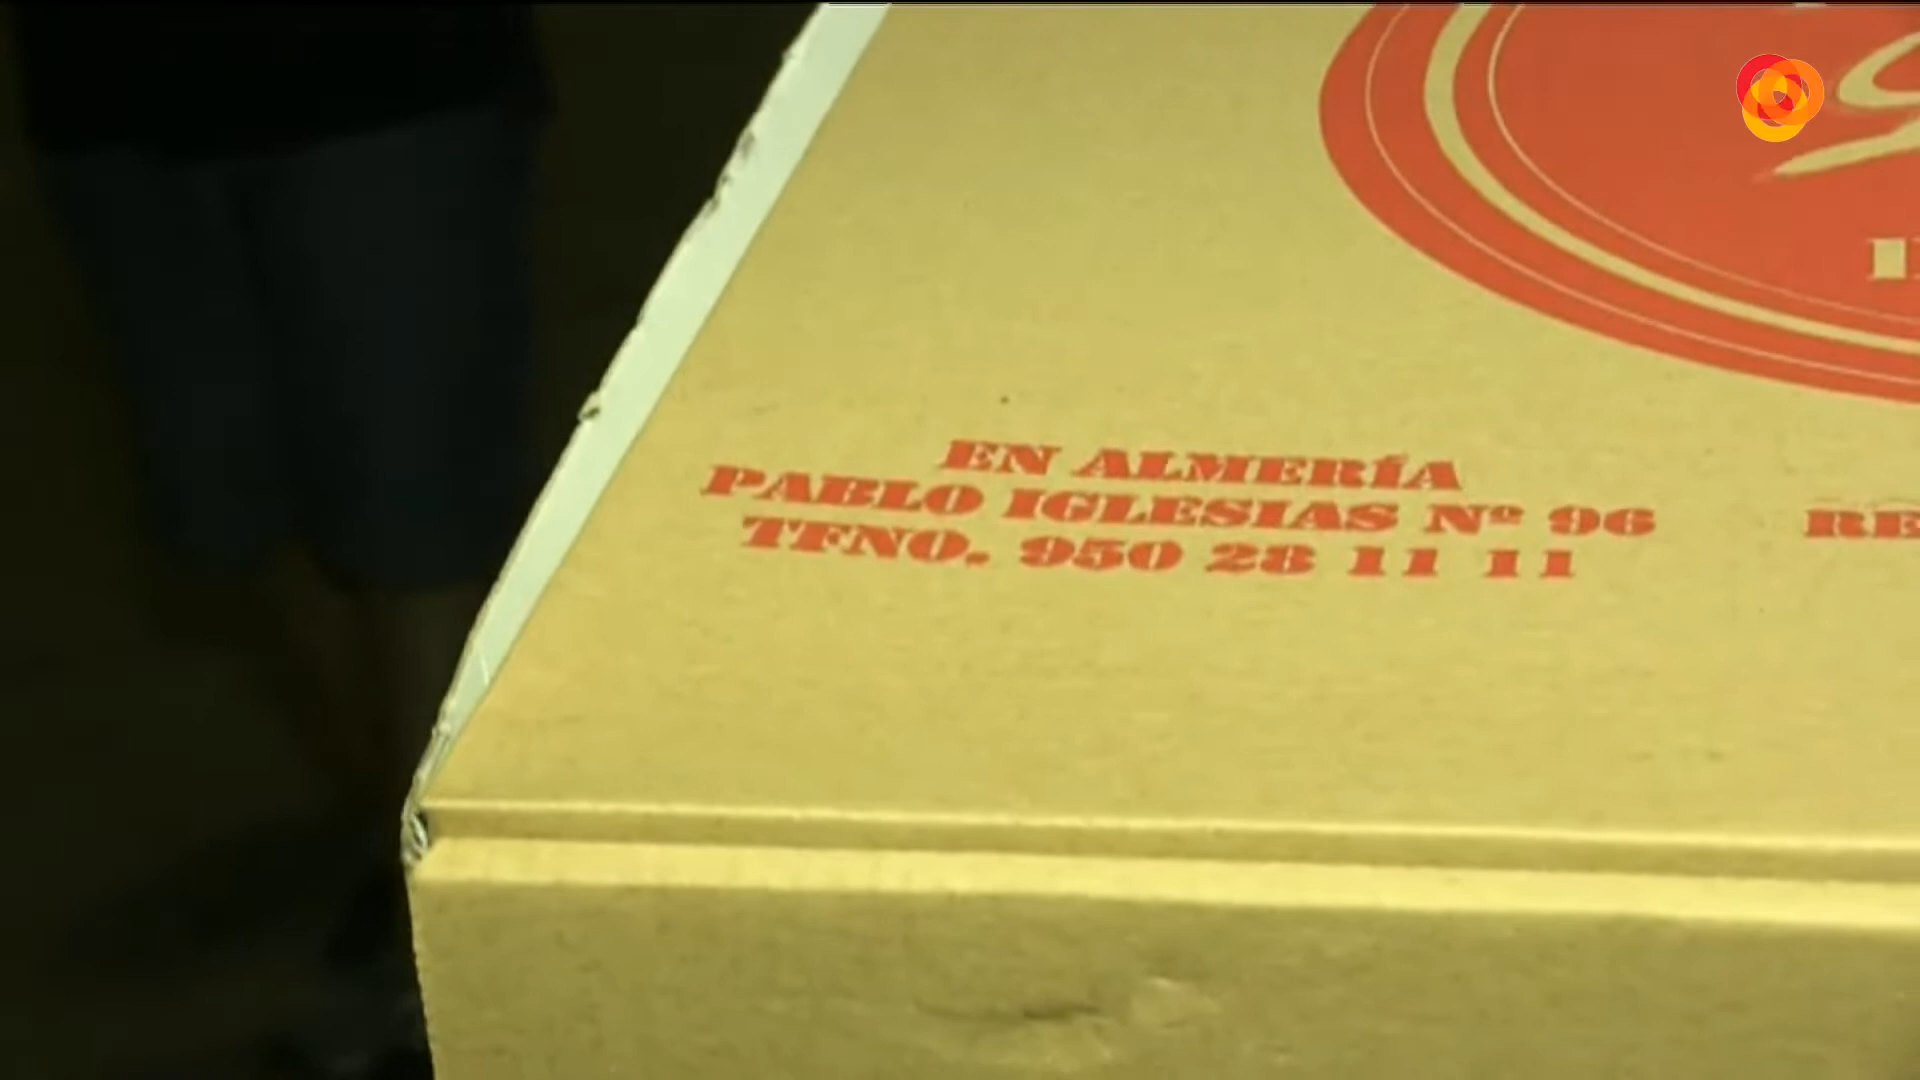 EN ALMERÍA
PABLO IGLESIAS Nº 96
TFNO. 950 28 11 11